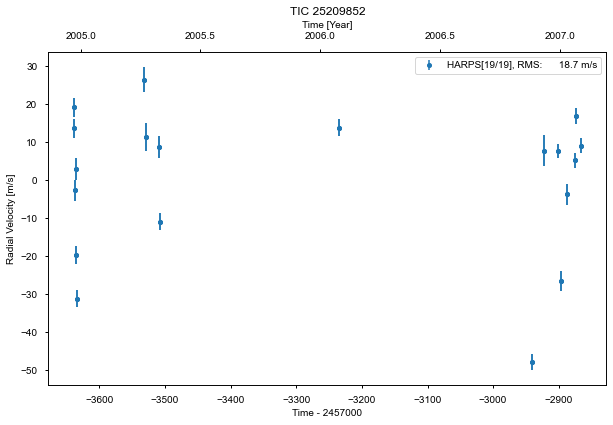 TIC 25209852
Time [Year]
2005.0 2005.5 2006.0 2006.5 2007.0
HARPS[19/19], RMS: 18.7 m/s
30
20
10
0
−10
−20
−30
−40
−50
Radial Velocity [m/s]
−3600 −3500 −3400 −3300 −3200 −3100 −3000 −2900
Time - 2457000